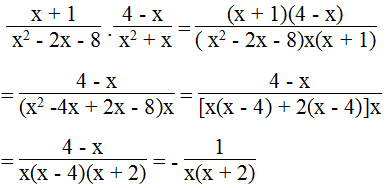 (x + 1)/(x² - 2x - 8) . (4 - x)/(x² + x) = ((x + 1)(4 - x))/(( x² - 2x - 8)x(x + 1))
= (4 - x)/((x² -4x + 2x - 8)x) = (4 - x)/([x(x - 4) + 2(x - 4)]x)
= (4 - x)/(x(x - 4)(x + 2)) = - 1/(x(x + 2))